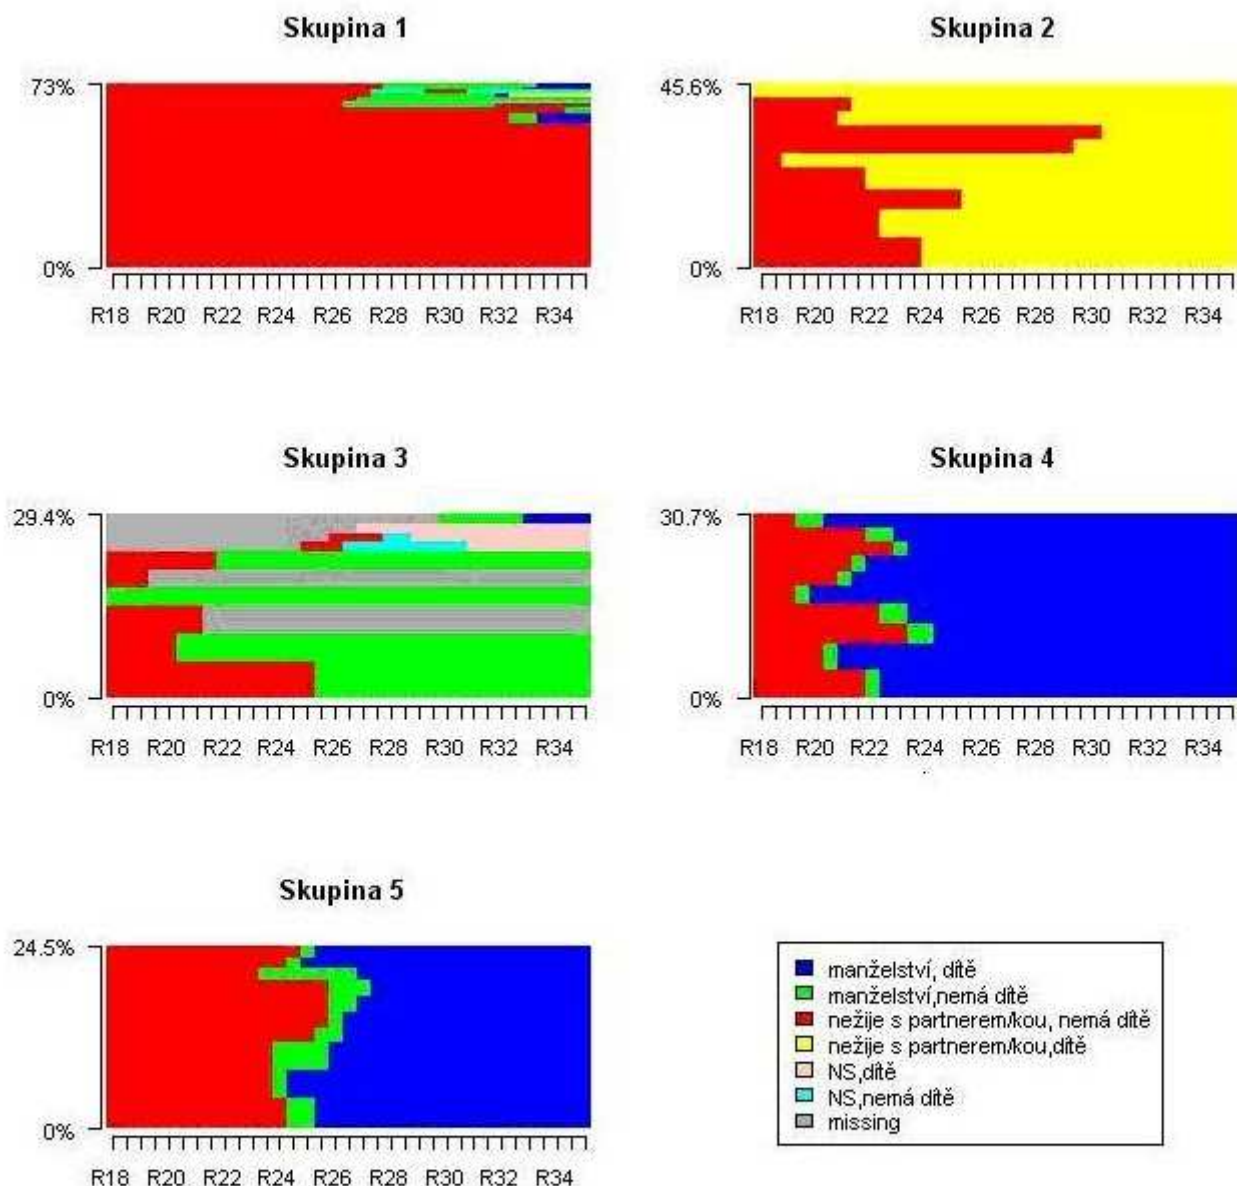 Skupina 1
73%
0%
R18 R20 R22 R24 R26 R28 R30 R32 R34
Skupina 2
45.6%
0%
R18 R20 R22 R24 R26 R28 R30 R32 R34
Skupina 3
29.4%
0%
R18 R20 R22 R24 R26 R28 R30 R32 R34
Skupina 4
30.7%
0%
R18 R20 R22 R24 R26 R28 R30 R32 R34
Skupina 5
24.5%
0%
R18 R20 R22 R24 R26 R28 R30 R32 R34
manželství, dítě
manželství,nemá dítě
nežije s partnerem/kou, nemá dítě
nežije s partnerem/kou,dítě
NS,dítě
NS,nemá dítě
missing